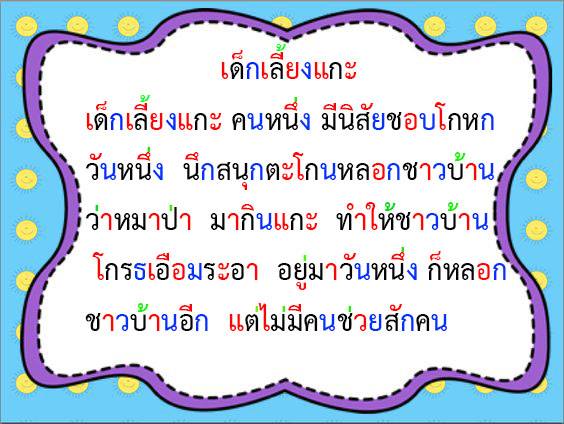 เด็กเลี้ยงแกะ
เด็กเลี้ยงแกะ คนหนึ่ง มีนิสัยชอบโกหก
วันหนึ่ง นึกสนุกตะโกนหลอกชาวบ้าน
ว่าหมาป่า มากินแกะ ทำให้ชาวบ้าน
โกรธเอือมระอา อยู่มาวันหนึ่ง ก็หลอก
ชาวบ้านอีก แต่ไม่มีคนช่วยสักคน